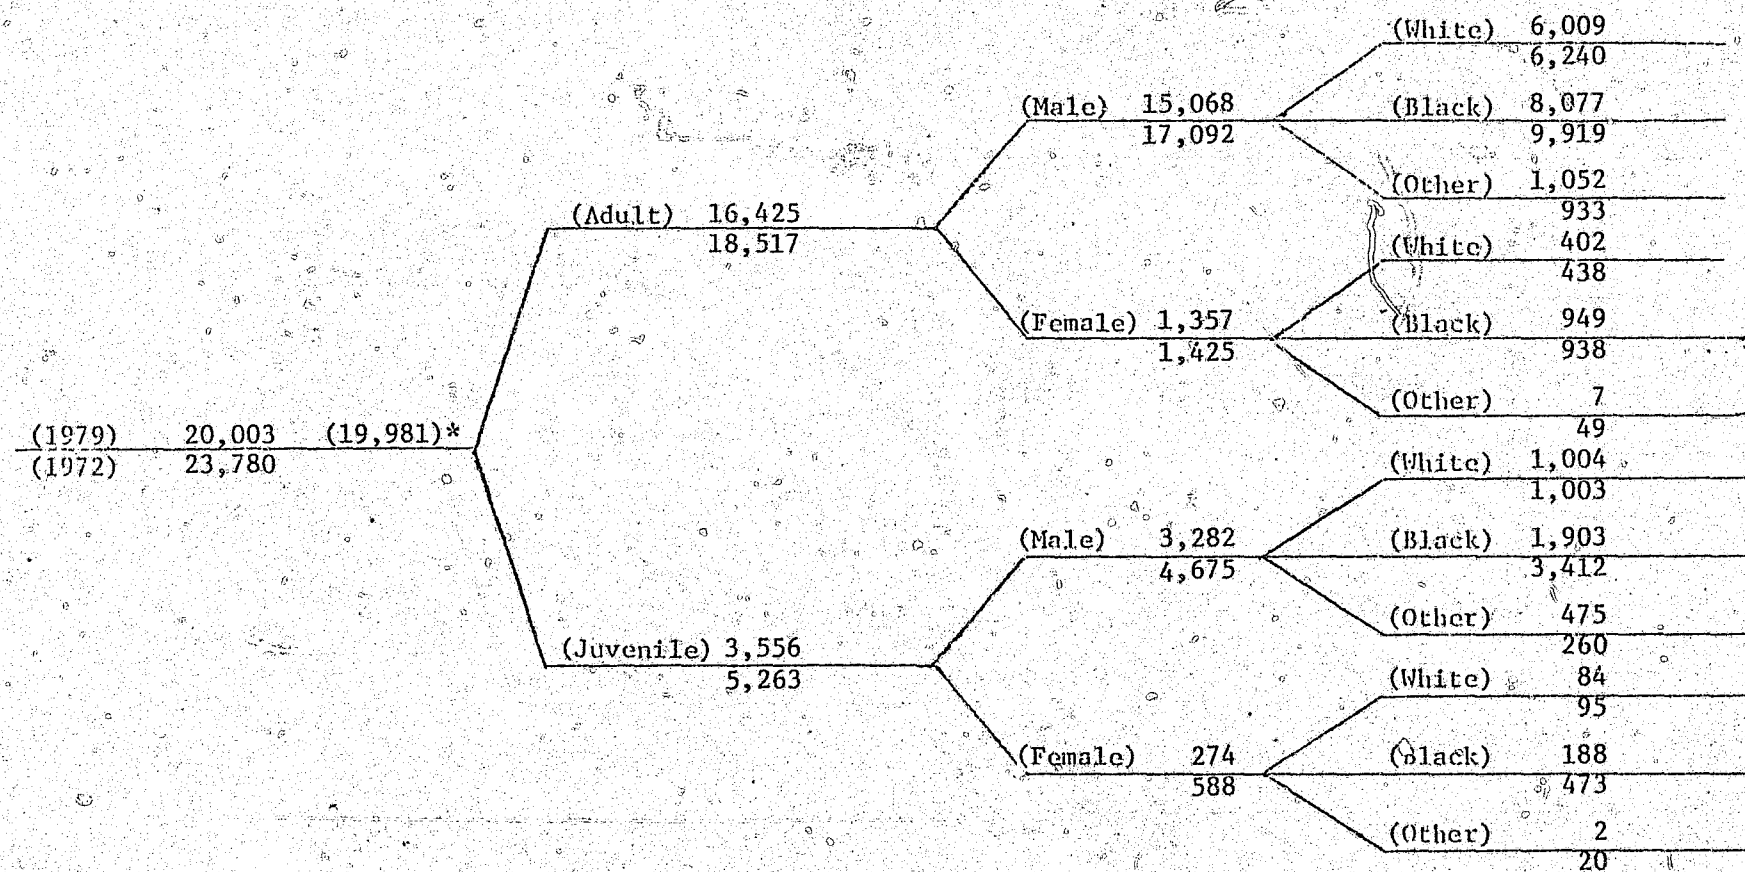 (White) 6,009
6,240
(Male) 15,068 (Black) 8,077
17,092 9,919
(Other) 1,052
(Adult) 16,425 933
18,517 (White) 402
438
(Female) 1,357 (Black) 949
1,425 938
(Other) 7
49
(1979) 20,003 (19,981)*
(1972) 23,780
(White) 1,004
1,003
(Male) 3,282 (Black) 1,903
4,675 3,412
(Other) 475
260
(Juvenile) 3,556
5,263
(White) 84
95
(Female) 274 (Black) 188
588 473
(Other) 2
20